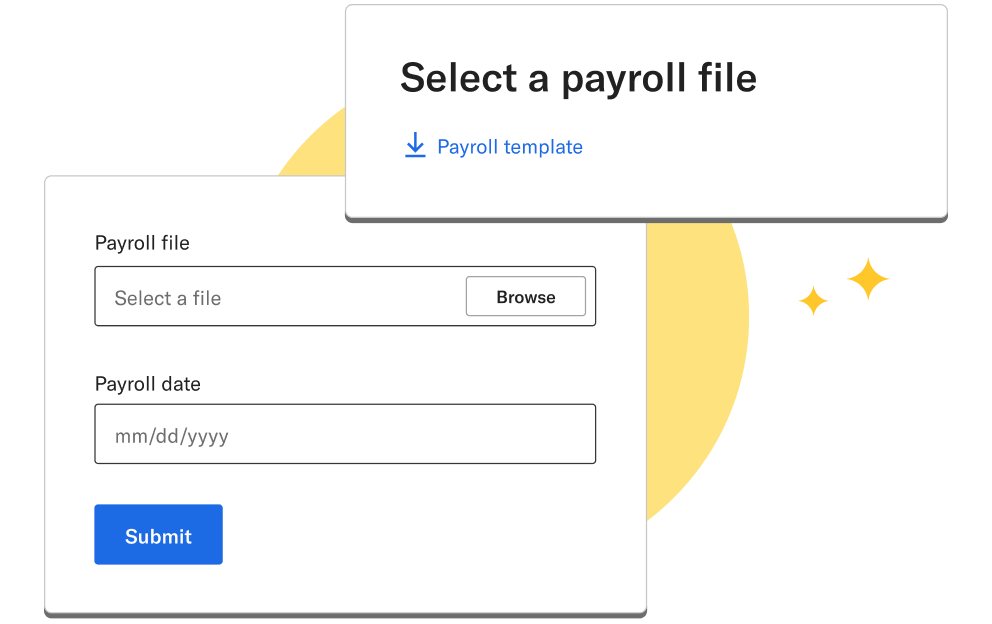 Select a payroll file
Payroll template
Payroll file
Select a file
Browse
Payroll date
mm/dd/yyyy
Submit